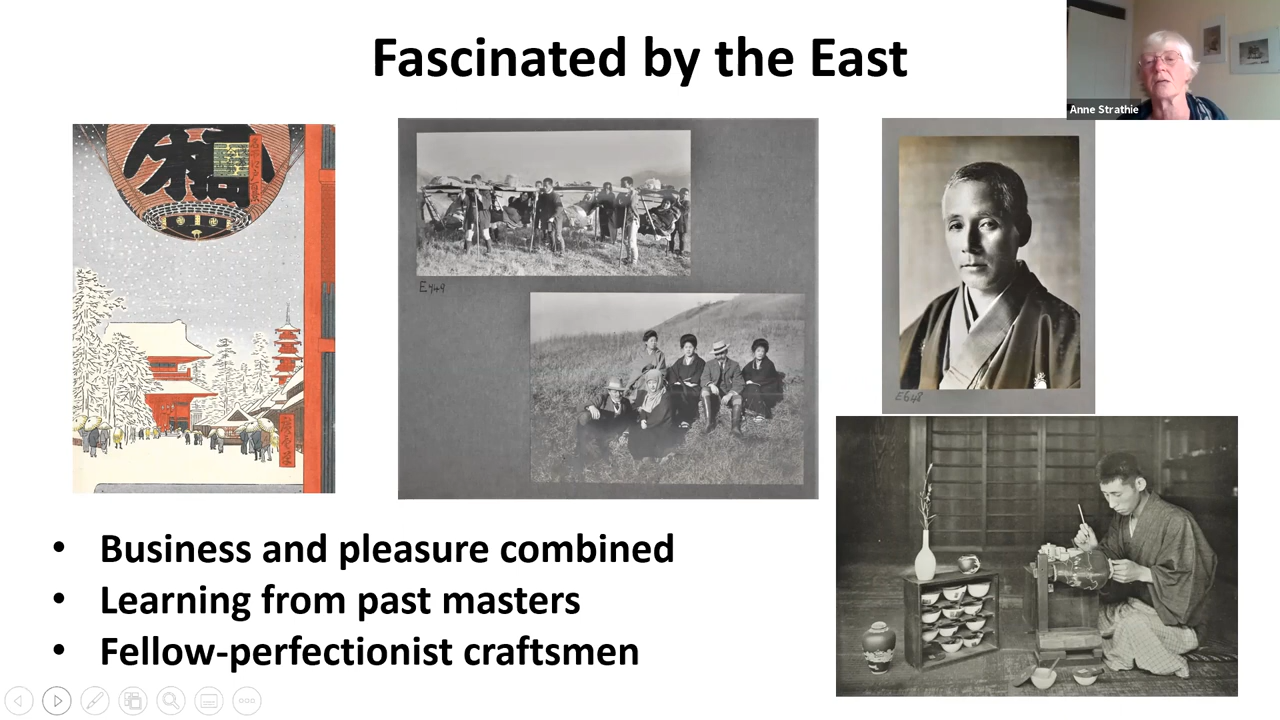 Fascinated by the East
Anne Strathie
E449
E648
• Business and pleasure combined
• Learning from past masters
• Fellow-perfectionist craftsmen